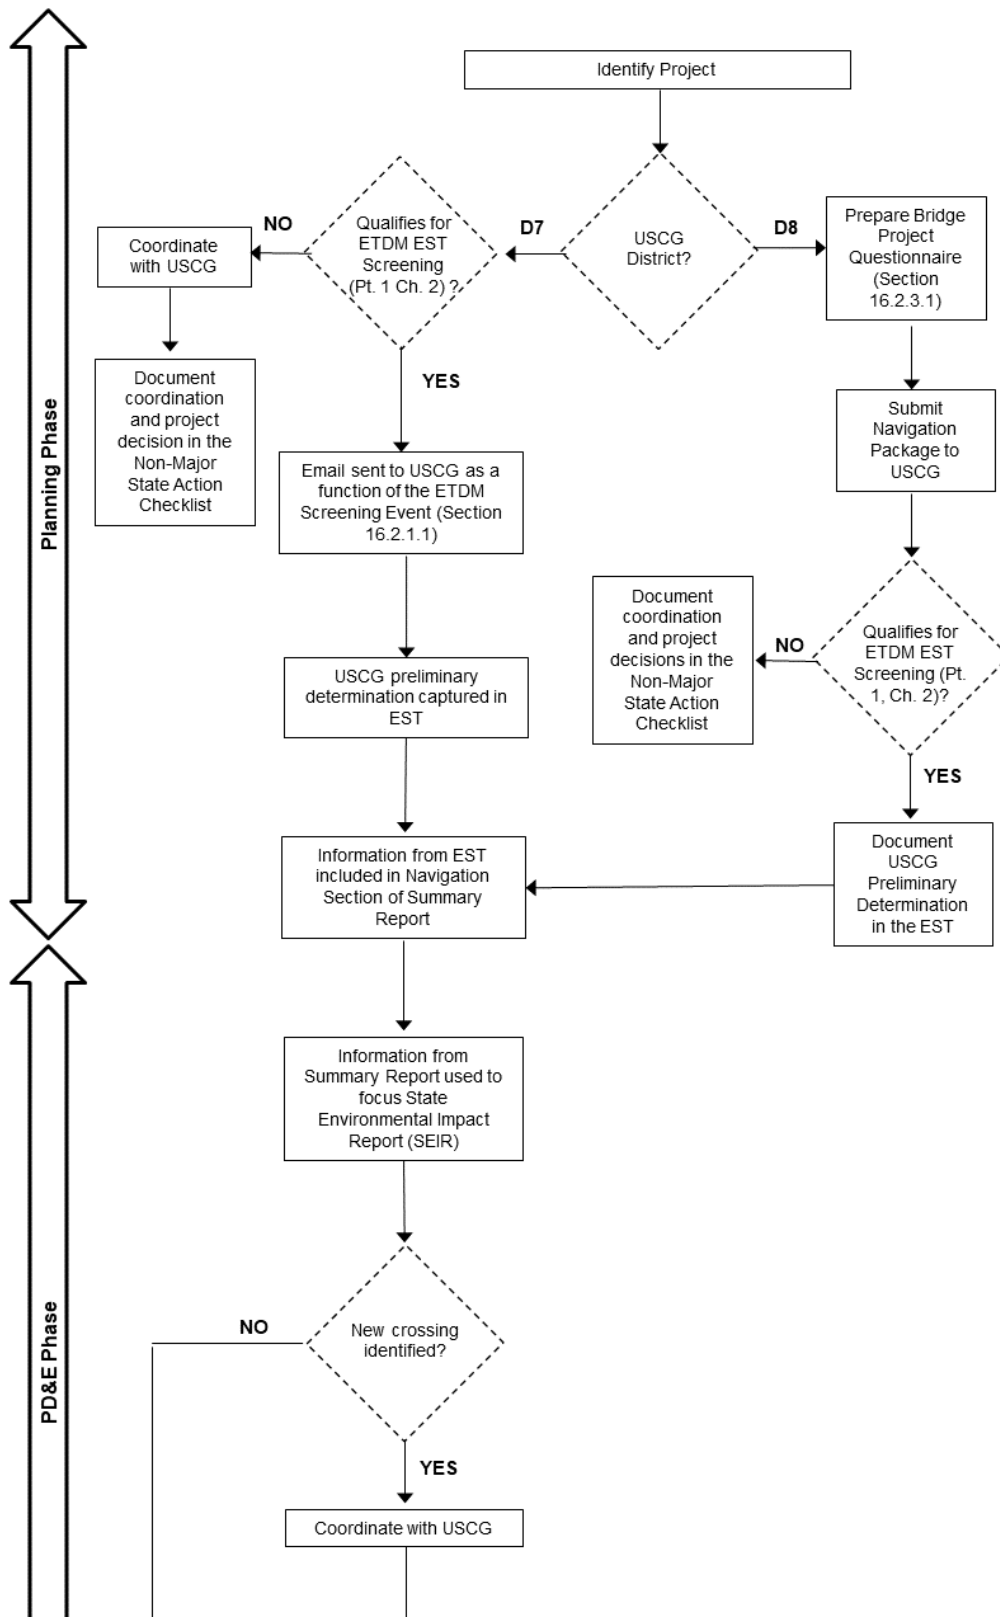 Identify Project
USCG
District?
D7
D8
Qualifies for
ETDM EST
Screening
(Pt. 1 Ch. 2) ?
NO
Coordinate
with USCG
Document
coordination
and project
decision in the
Non-Major
State Action
Checklist
YES
Email sent to USCG as a
function of the ETDM
Screening Event (Section
16.2.1.1)
USCG preliminary
determination captured in
EST
Prepare Bridge
Project
Questionnaire
(Section
16.2.3.1)
Submit
Navigation
Package to
USCG
Qualifies for
ETDM EST
Screening (Pt.
1, Ch. 2)?
NO
Document
coordination
and project
decisions in the
Non-Major
State Action
Checklist
YES
Document
USCG
Preliminary
Determination
in the EST
Information from EST
included in Navigation
Section of Summary
Report
Planning Phase
Information from
Summary Report used to
focus State
Environmental Impact
Report (SEIR)
New crossing
identified?
NO
YES
Coordinate with USCG
PD&E Phase